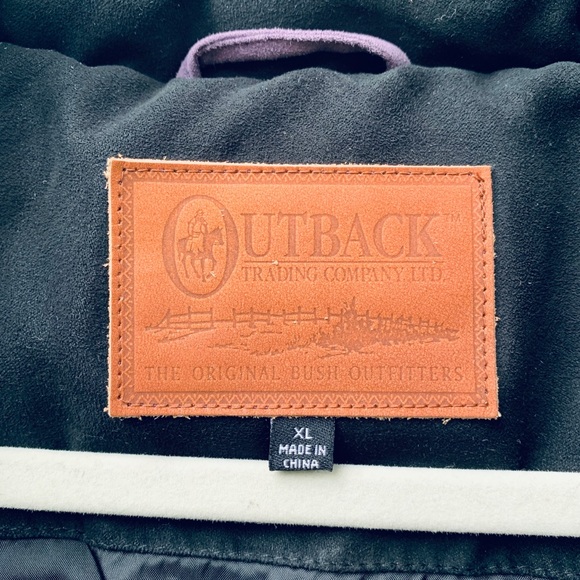 OUTBACK™
TRADING COMPANY, LTD.
THE ORIGINAL BUSH OUTFITTERS
XL
MADE IN
CHINA